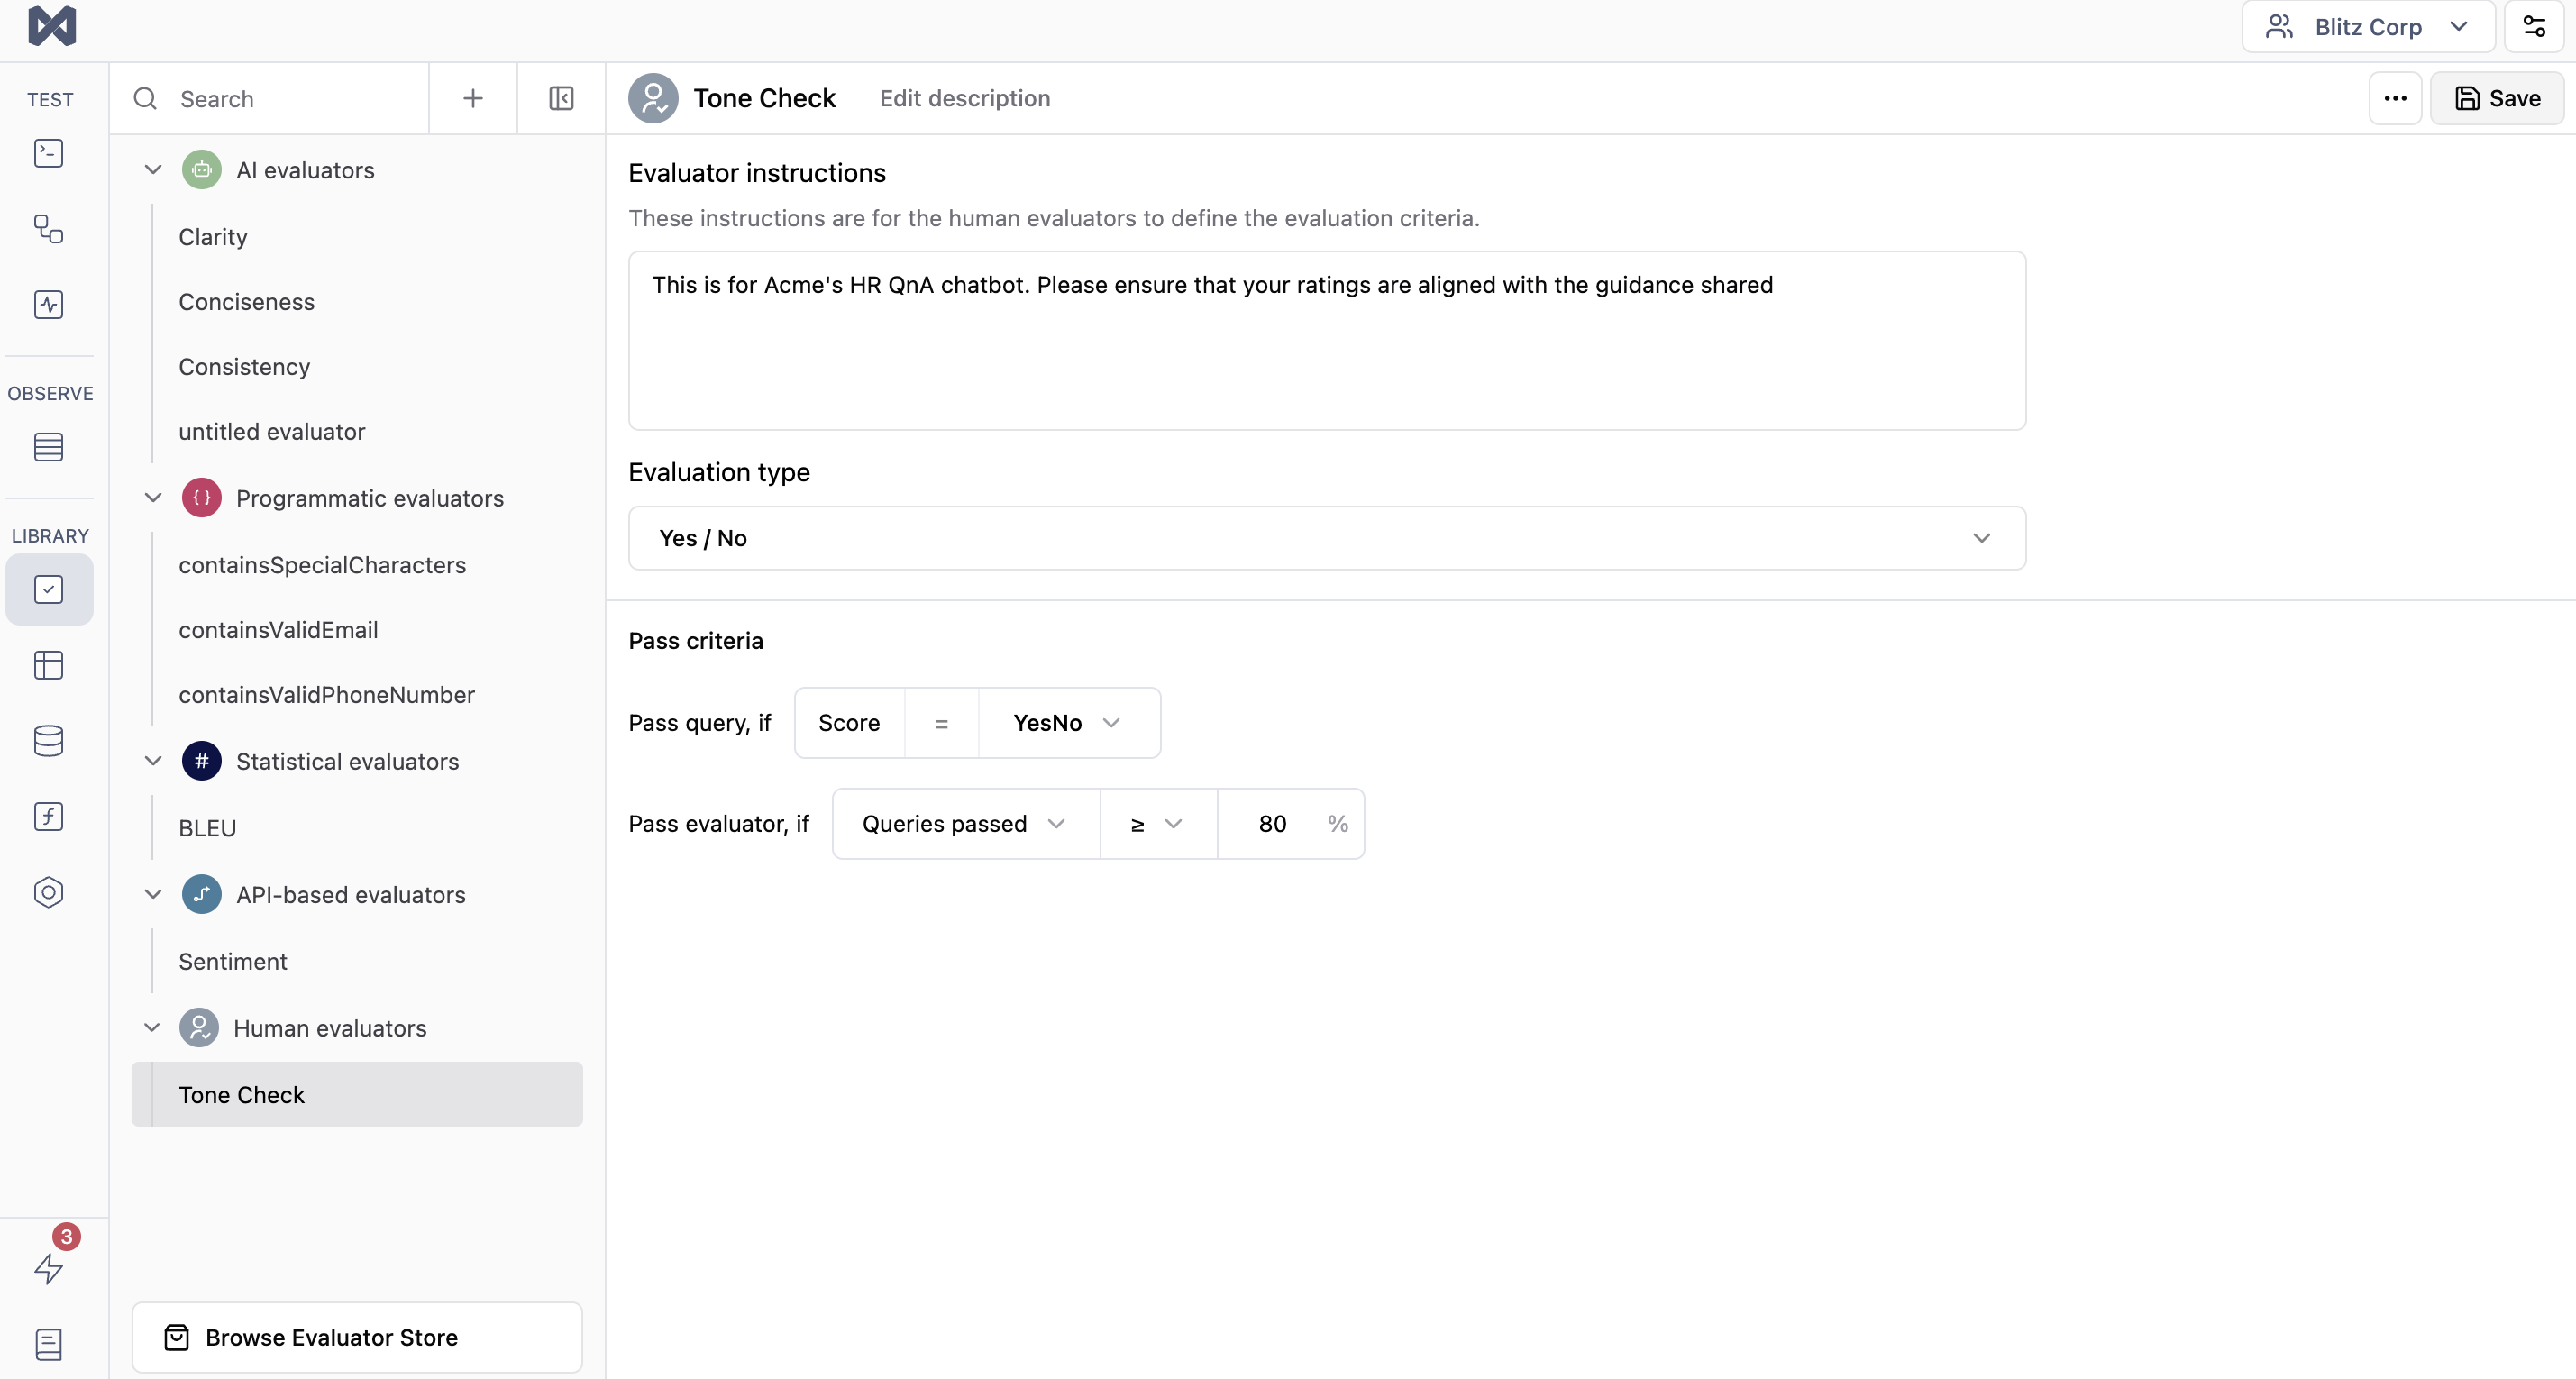 Blitz Corp
TEST
Search
Tone Check
Edit description
Save
AI evaluators
Clarity
Conciseness
Consistency
untitled evaluator
Programmatic evaluators
containsSpecialCharacters
containsValidEmail
containsValidPhoneNumber
Statistical evaluators
BLEU
API-based evaluators
Sentiment
Human evaluators
Tone Check
Browse Evaluator Store
OBSERVE
LIBRARY
3
Evaluator instructions
These instructions are for the human evaluators to define the evaluation criteria.
This is for Acme's HR QnA chatbot. Please ensure that your ratings are aligned with the guidance shared
Evaluation type
Yes / No
Pass criteria
Pass query, if Score = YesNo
Pass evaluator, if Queries passed ≥ 80 %